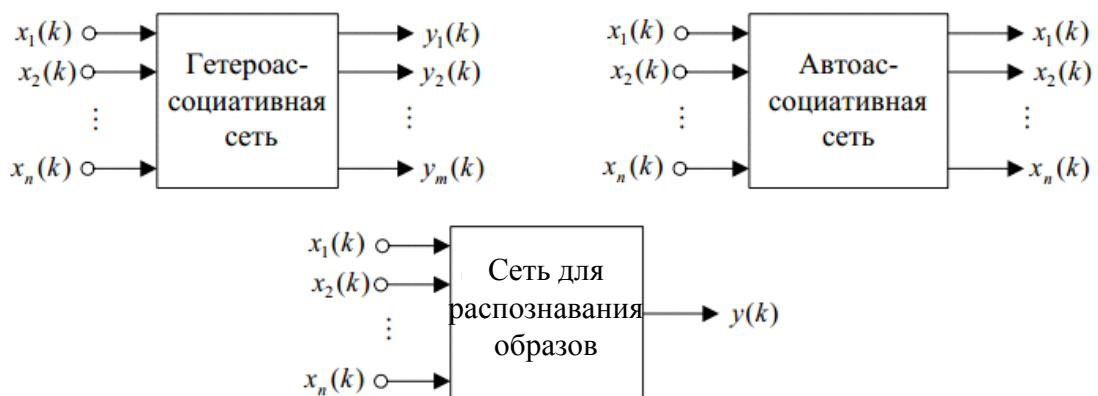 x₁(k)
x₂(k)
⋮
xₙ(k)
Гетероас-
социативная
сеть
y₁(k)
y₂(k)
⋮
yₘ(k)
x₁(k)
x₂(k)
⋮
xₙ(k)
Автоас-
социативная
сеть
x₁(k)
x₂(k)
⋮
xₙ(k)
x₁(k)
x₂(k)
⋮
xₙ(k)
Сеть для
распознавания
образов
y(k)